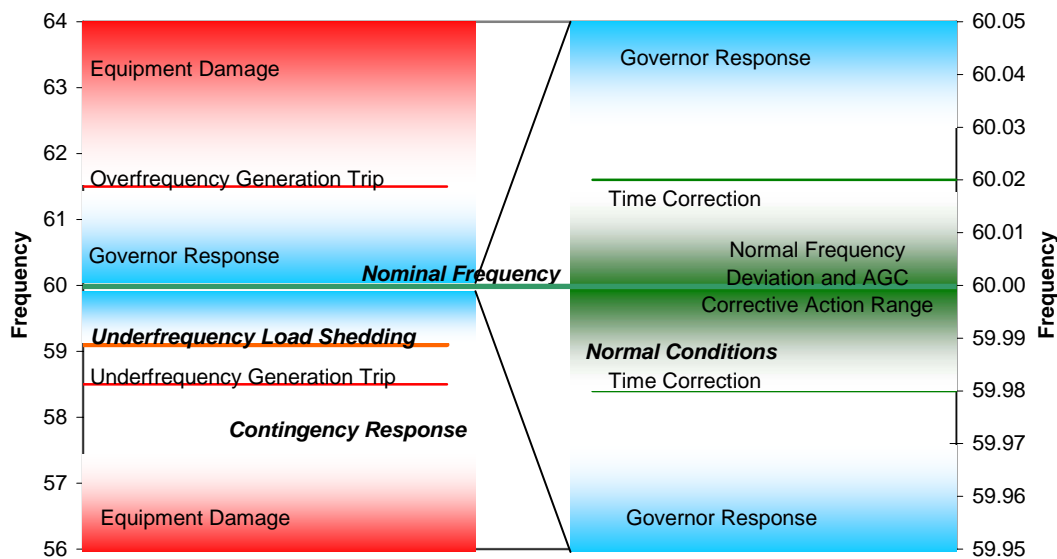 64
63
62
61
60
59
58
57
56
Frequency
Equipment Damage
Overfrequency Generation Trip
Governor Response
Nominal Frequency
Underfrequency Load Shedding
Underfrequency Generation Trip
Contingency Response
Equipment Damage
Governor Response
Time Correction
Normal Frequency
Deviation and AGC
Corrective Action Range
Normal Conditions
Time Correction
Governor Response
60.05
60.04
60.03
60.02
60.01
60.00
59.99
59.98
59.97
59.96
59.95
Frequency